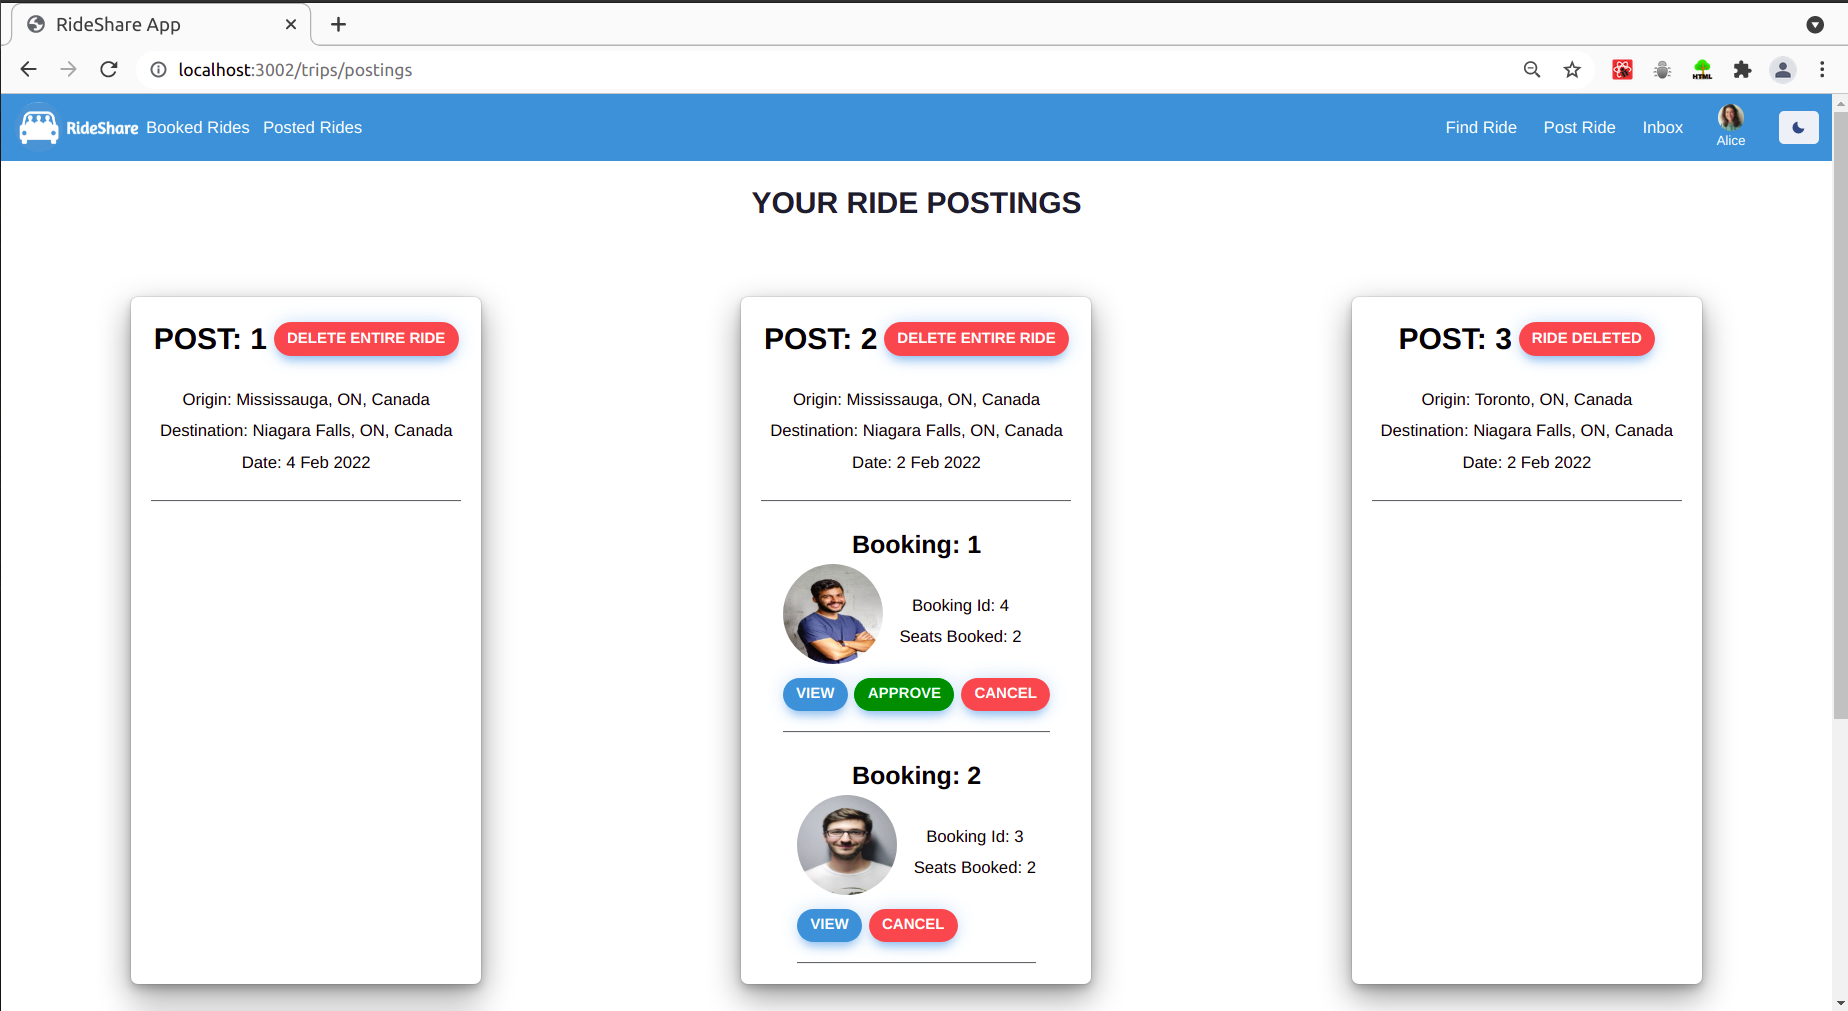 RideShare App
localhost:3002/trips/postings
HTML
RideShare Booked Rides Posted Rides Find Ride Post Ride Inbox Alice
YOUR RIDE POSTINGS
POST: 1 DELETE ENTIRE RIDE
Origin: Mississauga, ON, Canada
Destination: Niagara Falls, ON, Canada
Date: 4 Feb 2022
POST: 2 DELETE ENTIRE RIDE
Origin: Mississauga, ON, Canada
Destination: Niagara Falls, ON, Canada
Date: 2 Feb 2022
Booking: 1
Booking Id: 4
Seats Booked: 2
VIEW APPROVE CANCEL
Booking: 2
Booking Id: 3
Seats Booked: 2
VIEW CANCEL
POST: 3 RIDE DELETED
Origin: Toronto, ON, Canada
Destination: Niagara Falls, ON, Canada
Date: 2 Feb 2022